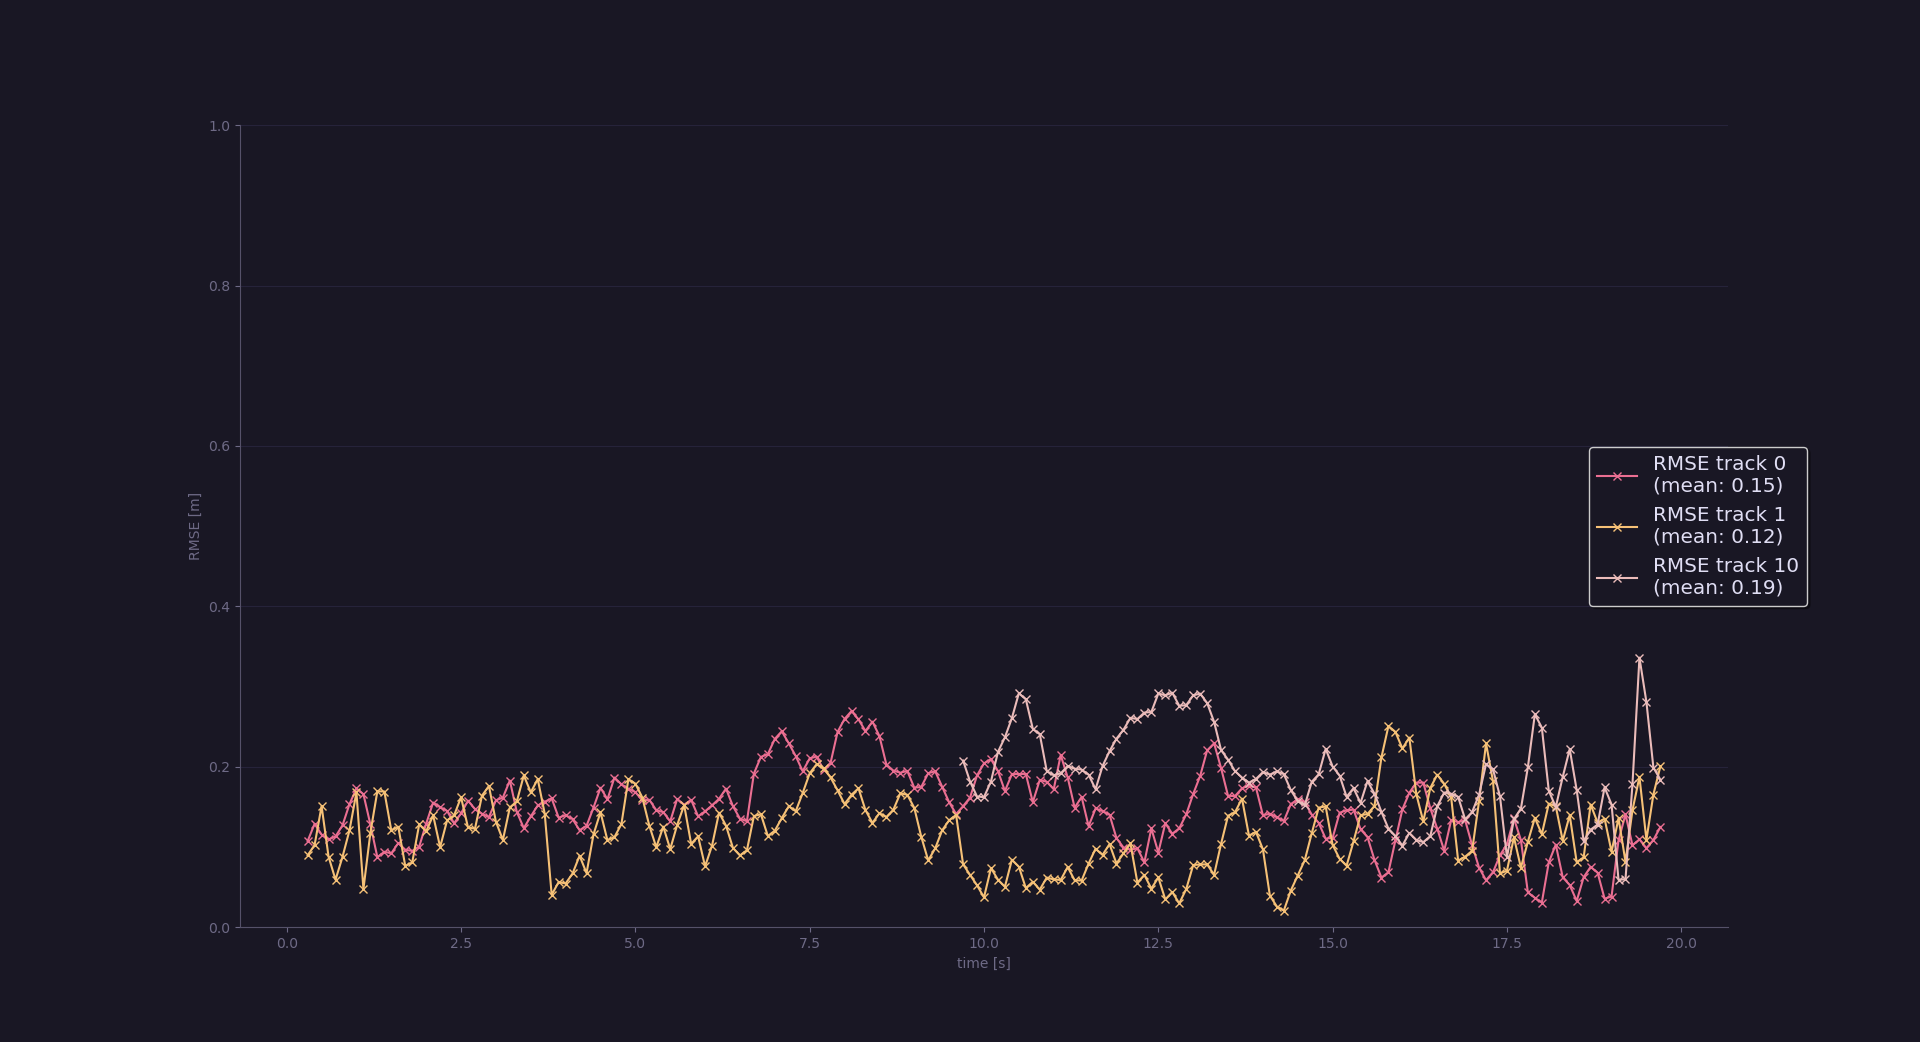 1.0
0.8
0.6
0.4
0.2
0.0
RMSE [m]
RMSE track 0
(mean: 0.15)
RMSE track 1
(mean: 0.12)
RMSE track 10
(mean: 0.19)
0.0 2.5 5.0 7.5 10.0 12.5 15.0 17.5 20.0
time [s]